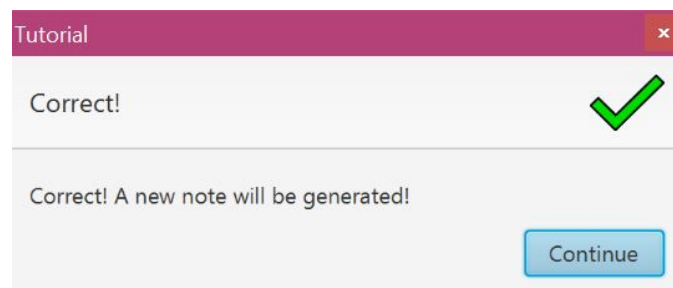 Tutorial
Correct!
Correct! A new note will be generated!
Continue